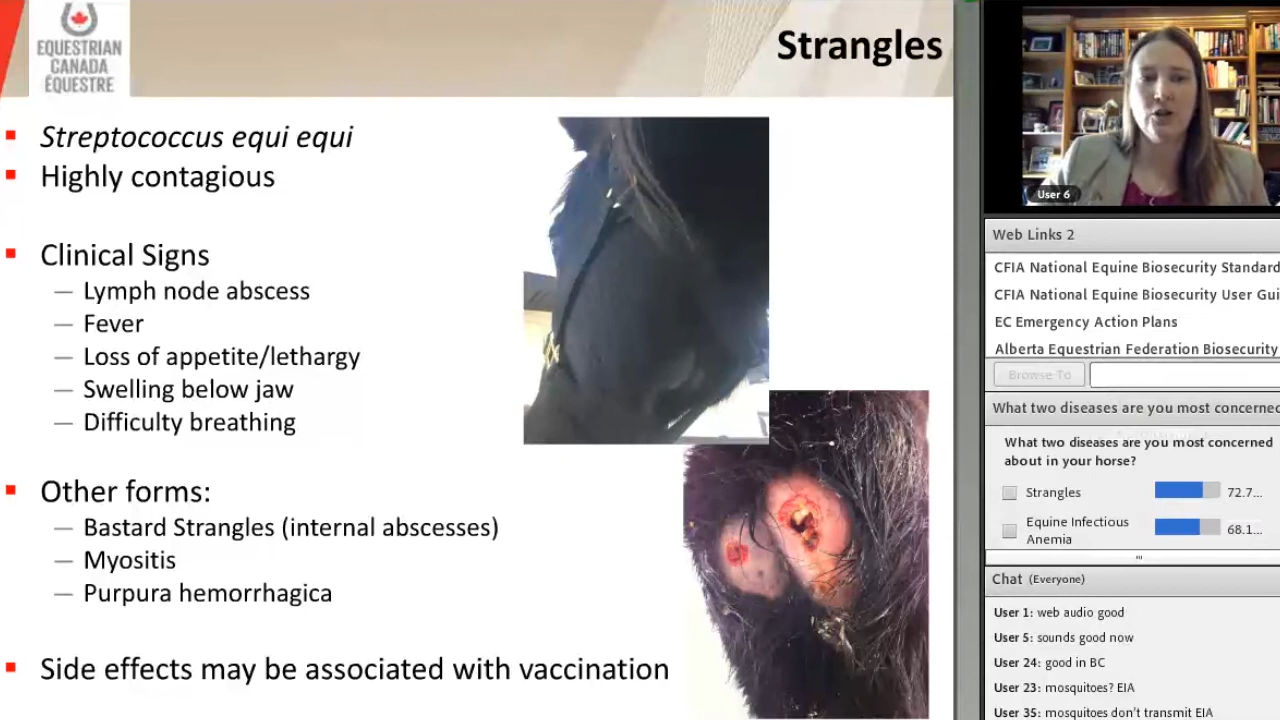 EQUESTRIAN
CANADA
ÉQUESTRE
Strangles
Streptococcus equi equi
Highly contagious
Clinical Signs
— Lymph node abscess
— Fever
— Loss of appetite/lethargy
— Swelling below jaw
— Difficulty breathing
Other forms:
— Bastard Strangles (internal abscesses)
— Myositis
— Purpura hemorrhagica
Side effects may be associated with vaccination
User 6
Web Links 2
CFIA National Equine Biosecurity Standard
CFIA National Equine Biosecurity User Gui
EC Emergency Action Plans
Alberta Equestrian Federation Biosecurity
Browse To
What two diseases are you most concerned
What two diseases are you most concerned
about in your horse?
Strangles 72.7...
Equine Infectious
Anemia 68.1...
Chat (Everyone)
User 1: web audio good
User 5: sounds good now
User 24: good in BC
User 23: mosquitoes? EIA
User 35: mosquitoes don't transmit EIA